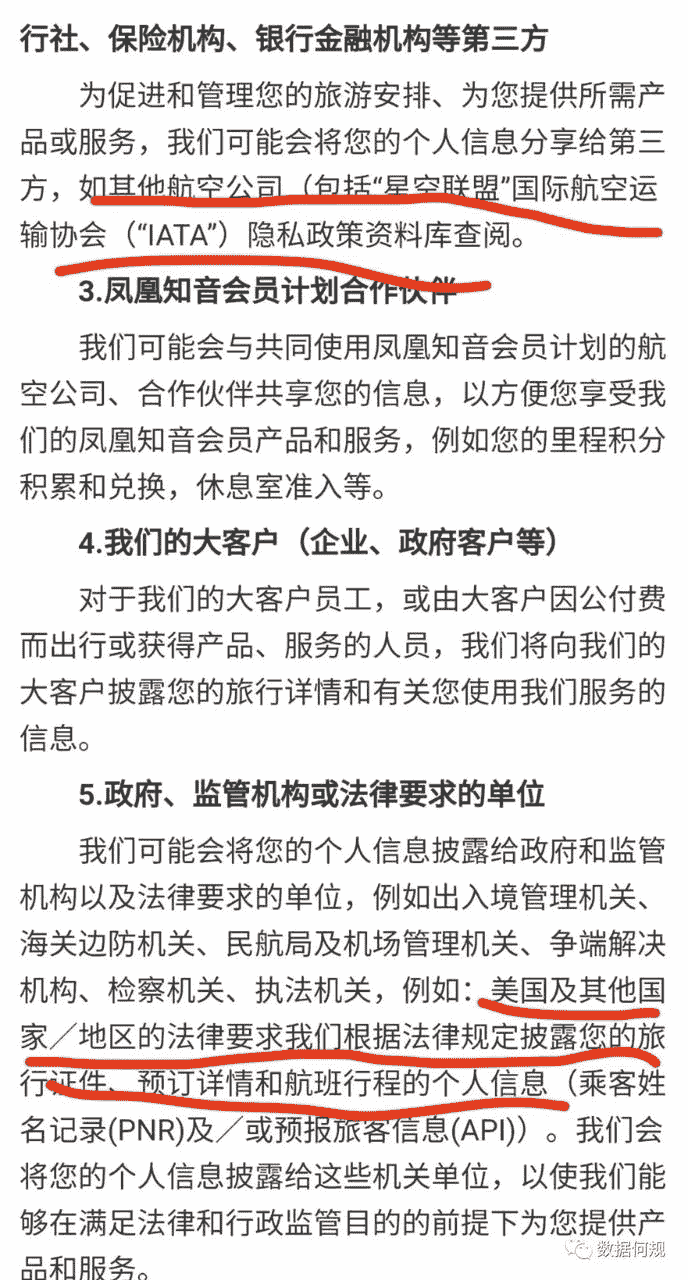 行社、保险机构、银行金融机构等第三方
为促进和管理您的旅游安排、为您提供所需产
品或服务，我们可能会将您的个人信息分享给第三
方，如其他航空公司（包括“星空联盟”国际航空运
输协会（“IATA”）隐私政策资料库查阅。
3.凤凰知音会员计划合作伙伴
我们可能会与共同使用凤凰知音会员计划的航
空公司、合作伙伴共享您的信息，以方便您享受我
们的凤凰知音会员产品和服务，例如您的里程积分
积累和兑换，休息室准入等。
4.我们的大客户（企业、政府客户等）
对于我们的大客户员工，或由大客户因公付费
而出行或获得产品、服务的人员，我们将向我们的
大客户披露您的旅行详情和有关您使用我们服务的
信息。
5.政府、监管机构或法律要求的单位
我们可能会将您的个人信息披露给政府和监管
机构以及法律要求的单位，例如出入境管理机关、
海关边防机关、民航局及机场管理机关、争端解决
机构、检察机关、执法机关，例如：美国及其他国
家／地区的法律要求我们根据法律规定披露您的旅
行证件、预订详情和航班行程的个人信息（乘客姓
名记录(PNR)及／或预报旅客信息(API)）。我们会
将您的个人信息披露给这些机关单位，以使我们能
够在满足法律和行政监管目的的前提下为您提供产
品和服务。
数据何规